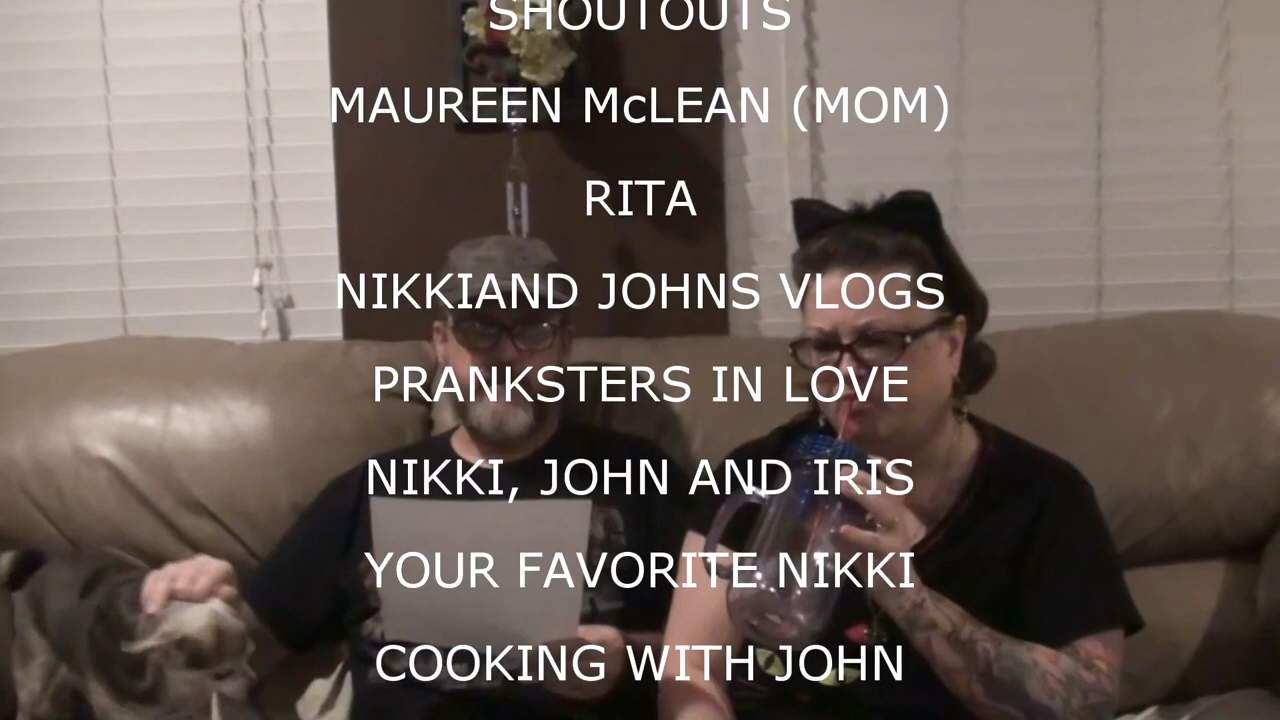 SHOUTOUTS
MAUREEN McLEAN (MOM)
RITA
NIKKIAND JOHNS VLOGS
PRANKSTERS IN LOVE
NIKKI, JOHN AND IRIS
YOUR FAVORITE NIKKI
COOKING WITH JOHN